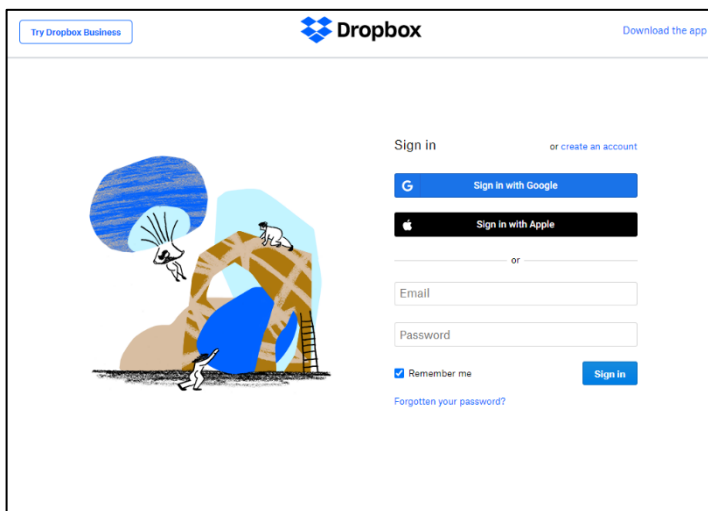 Try Dropbox Business
Dropbox
Download the app
Sign in
or create an account
Sign in with Google
Sign in with Apple
or
Email
Password
Remember me
Sign in
Forgotten your password?